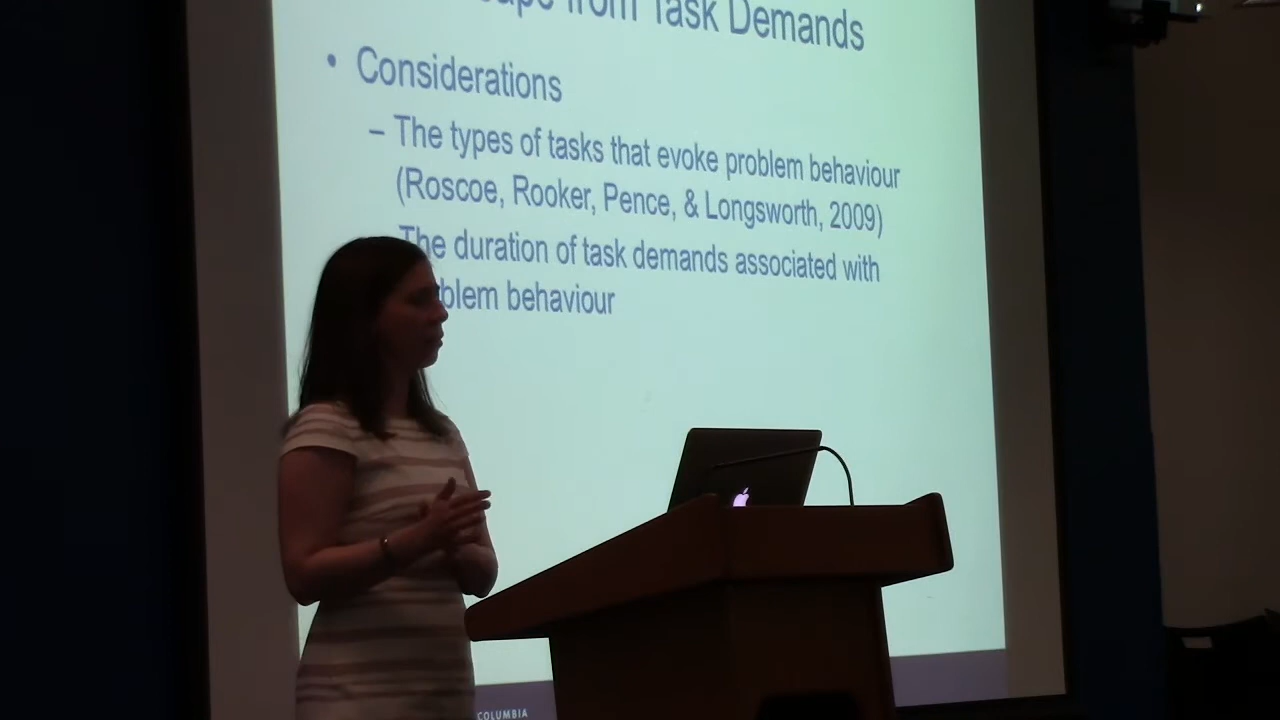 from Task Demands
• Considerations
– The types of tasks that evoke problem behaviour
(Roscoe, Rooker, Pence, & Longsworth, 2009)
The duration of task demands associated with
behaviour
COLUMBIA